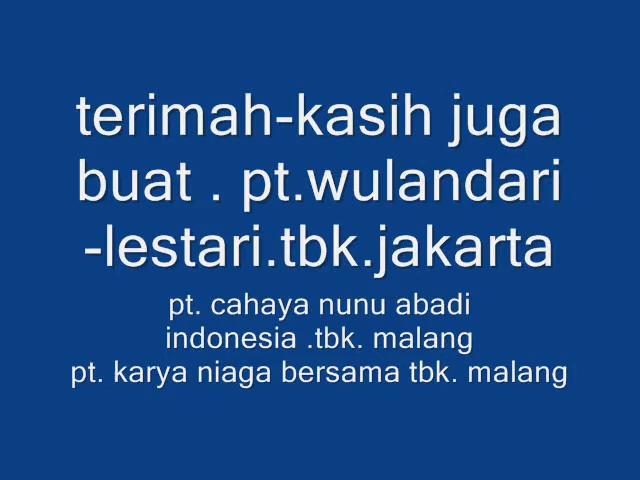 terimah-kasih juga
buat . pt.wulandari
-lestari.tbk.jakarta
pt. cahaya nunu abadi
indonesia .tbk. malang
pt. karya niaga bersama tbk. malang